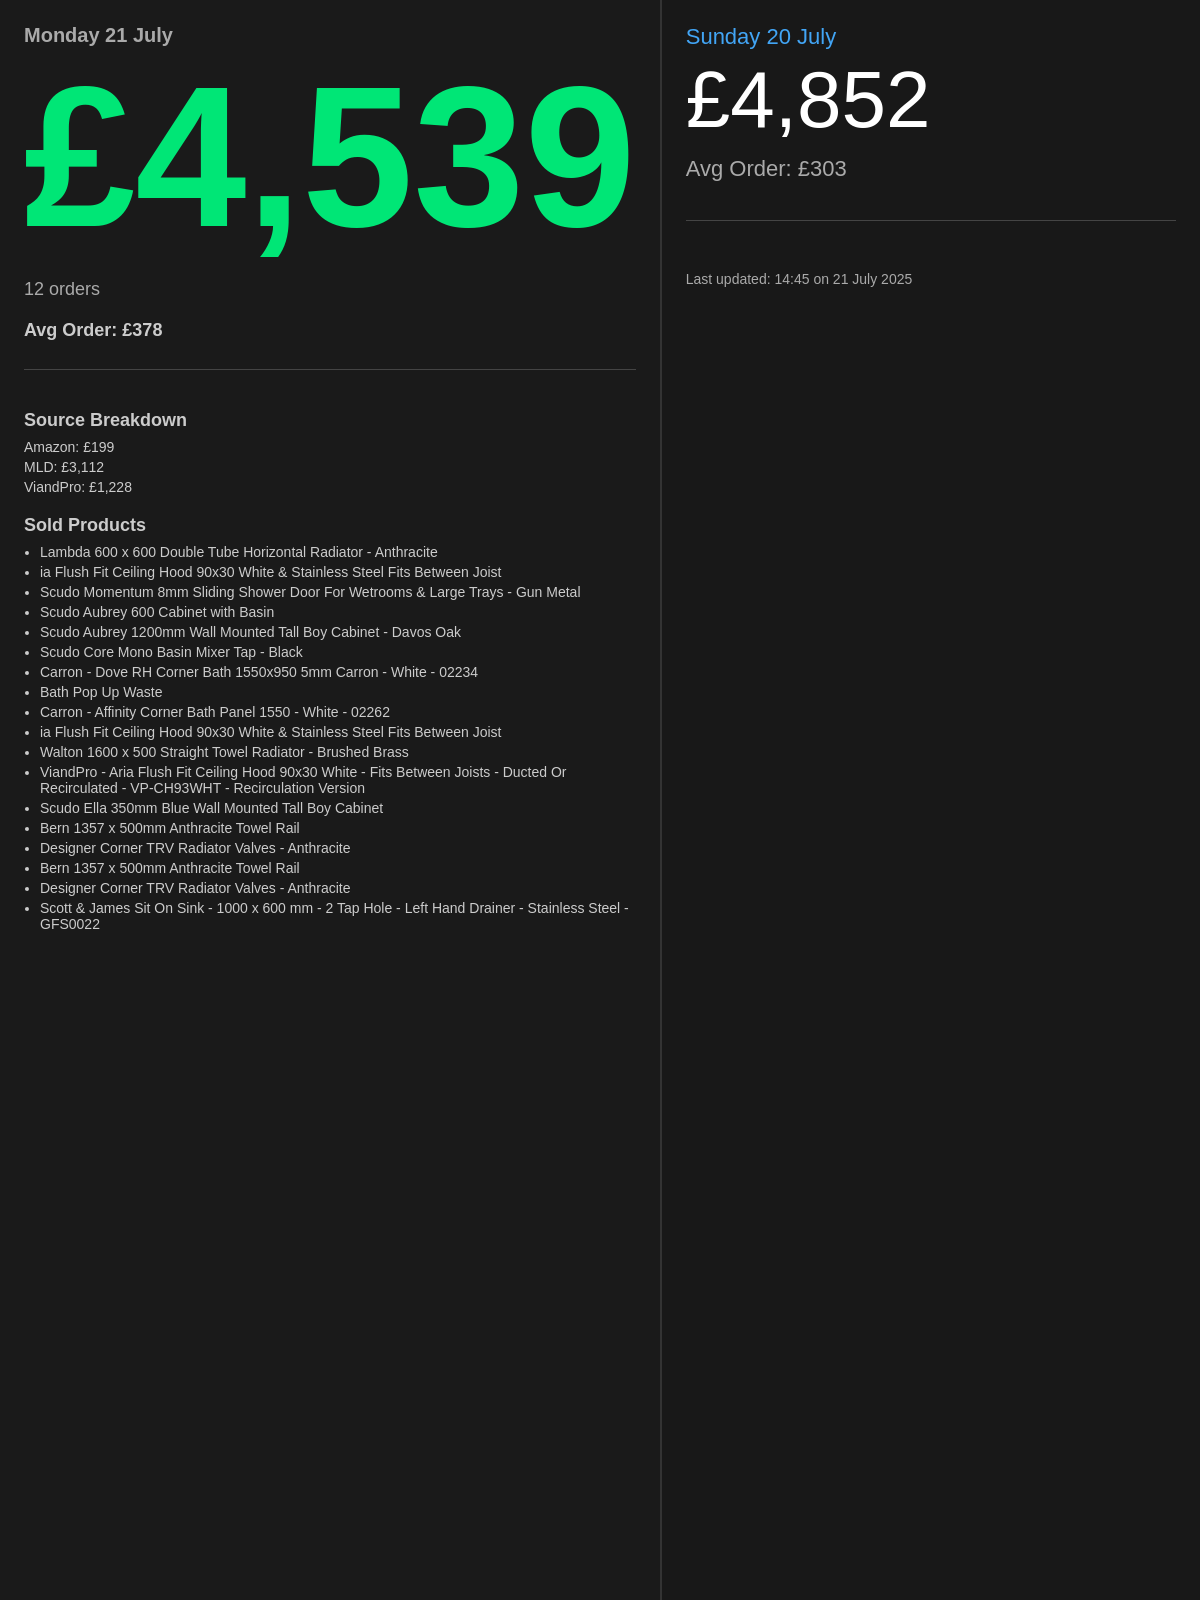 Monday 21 July
£4,539
12 orders
Avg Order: £378
Source Breakdown
Amazon: £199
MLD: £3,112
ViandPro: £1,228
Sold Products
• Lambda 600 x 600 Double Tube Horizontal Radiator - Anthracite
• ia Flush Fit Ceiling Hood 90x30 White & Stainless Steel Fits Between Joist
• Scudo Momentum 8mm Sliding Shower Door For Wetrooms & Large Trays - Gun Metal
• Scudo Aubrey 600 Cabinet with Basin
• Scudo Aubrey 1200mm Wall Mounted Tall Boy Cabinet - Davos Oak
• Scudo Core Mono Basin Mixer Tap - Black
• Carron - Dove RH Corner Bath 1550x950 5mm Carron - White - 02234
• Bath Pop Up Waste
• Carron - Affinity Corner Bath Panel 1550 - White - 02262
• ia Flush Fit Ceiling Hood 90x30 White & Stainless Steel Fits Between Joist
• Walton 1600 x 500 Straight Towel Radiator - Brushed Brass
• ViandPro - Aria Flush Fit Ceiling Hood 90x30 White - Fits Between Joists - Ducted Or
Recirculated - VP-CH93WHT - Recirculation Version
• Scudo Ella 350mm Blue Wall Mounted Tall Boy Cabinet
• Bern 1357 x 500mm Anthracite Towel Rail
• Designer Corner TRV Radiator Valves - Anthracite
• Bern 1357 x 500mm Anthracite Towel Rail
• Designer Corner TRV Radiator Valves - Anthracite
• Scott & James Sit On Sink - 1000 x 600 mm - 2 Tap Hole - Left Hand Drainer - Stainless Steel -
GFS0022
Sunday 20 July
£4,852
Avg Order: £303
Last updated: 14:45 on 21 July 2025